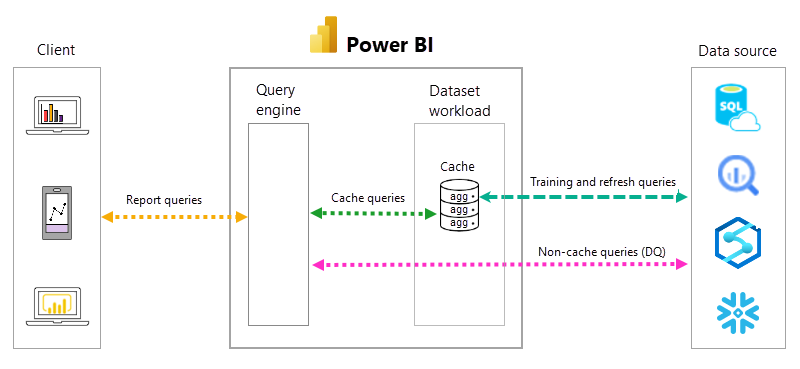 Client
Power BI
Data source
Query
engine
Dataset
workload
SQL
Cache
Training and refresh queries
agg
Report queries
Cache queries
agg
agg
Non-cache queries (DQ)